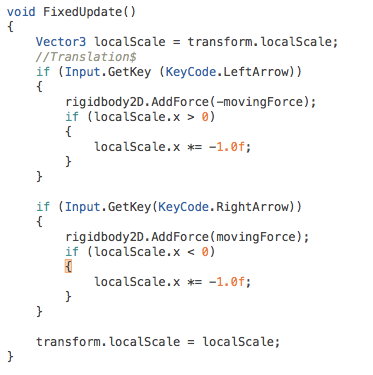 void FixedUpdate()
{
    Vector3 localScale = transform.localScale;
    //Translation$
    if (Input.GetKey (KeyCode.LeftArrow))
    {
        rigidbody2D.AddForce(-movingForce);
        if (localScale.x > 0)
        {
            localScale.x *= -1.0f;
        }
    }

    if (Input.GetKey(KeyCode.RightArrow))
    {
        rigidbody2D.AddForce(movingForce);
        if (localScale.x < 0)
        {
            localScale.x *= -1.0f;
        }
    }

    transform.localScale = localScale;
}